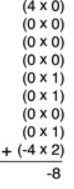 (4 x 0)
(0 x 0)
(0 x 0)
(0 x 0)
(0 x 1)
(0 x 1)
(0 x 0)
(0 x 1)
+ (-4 x 2)
-8